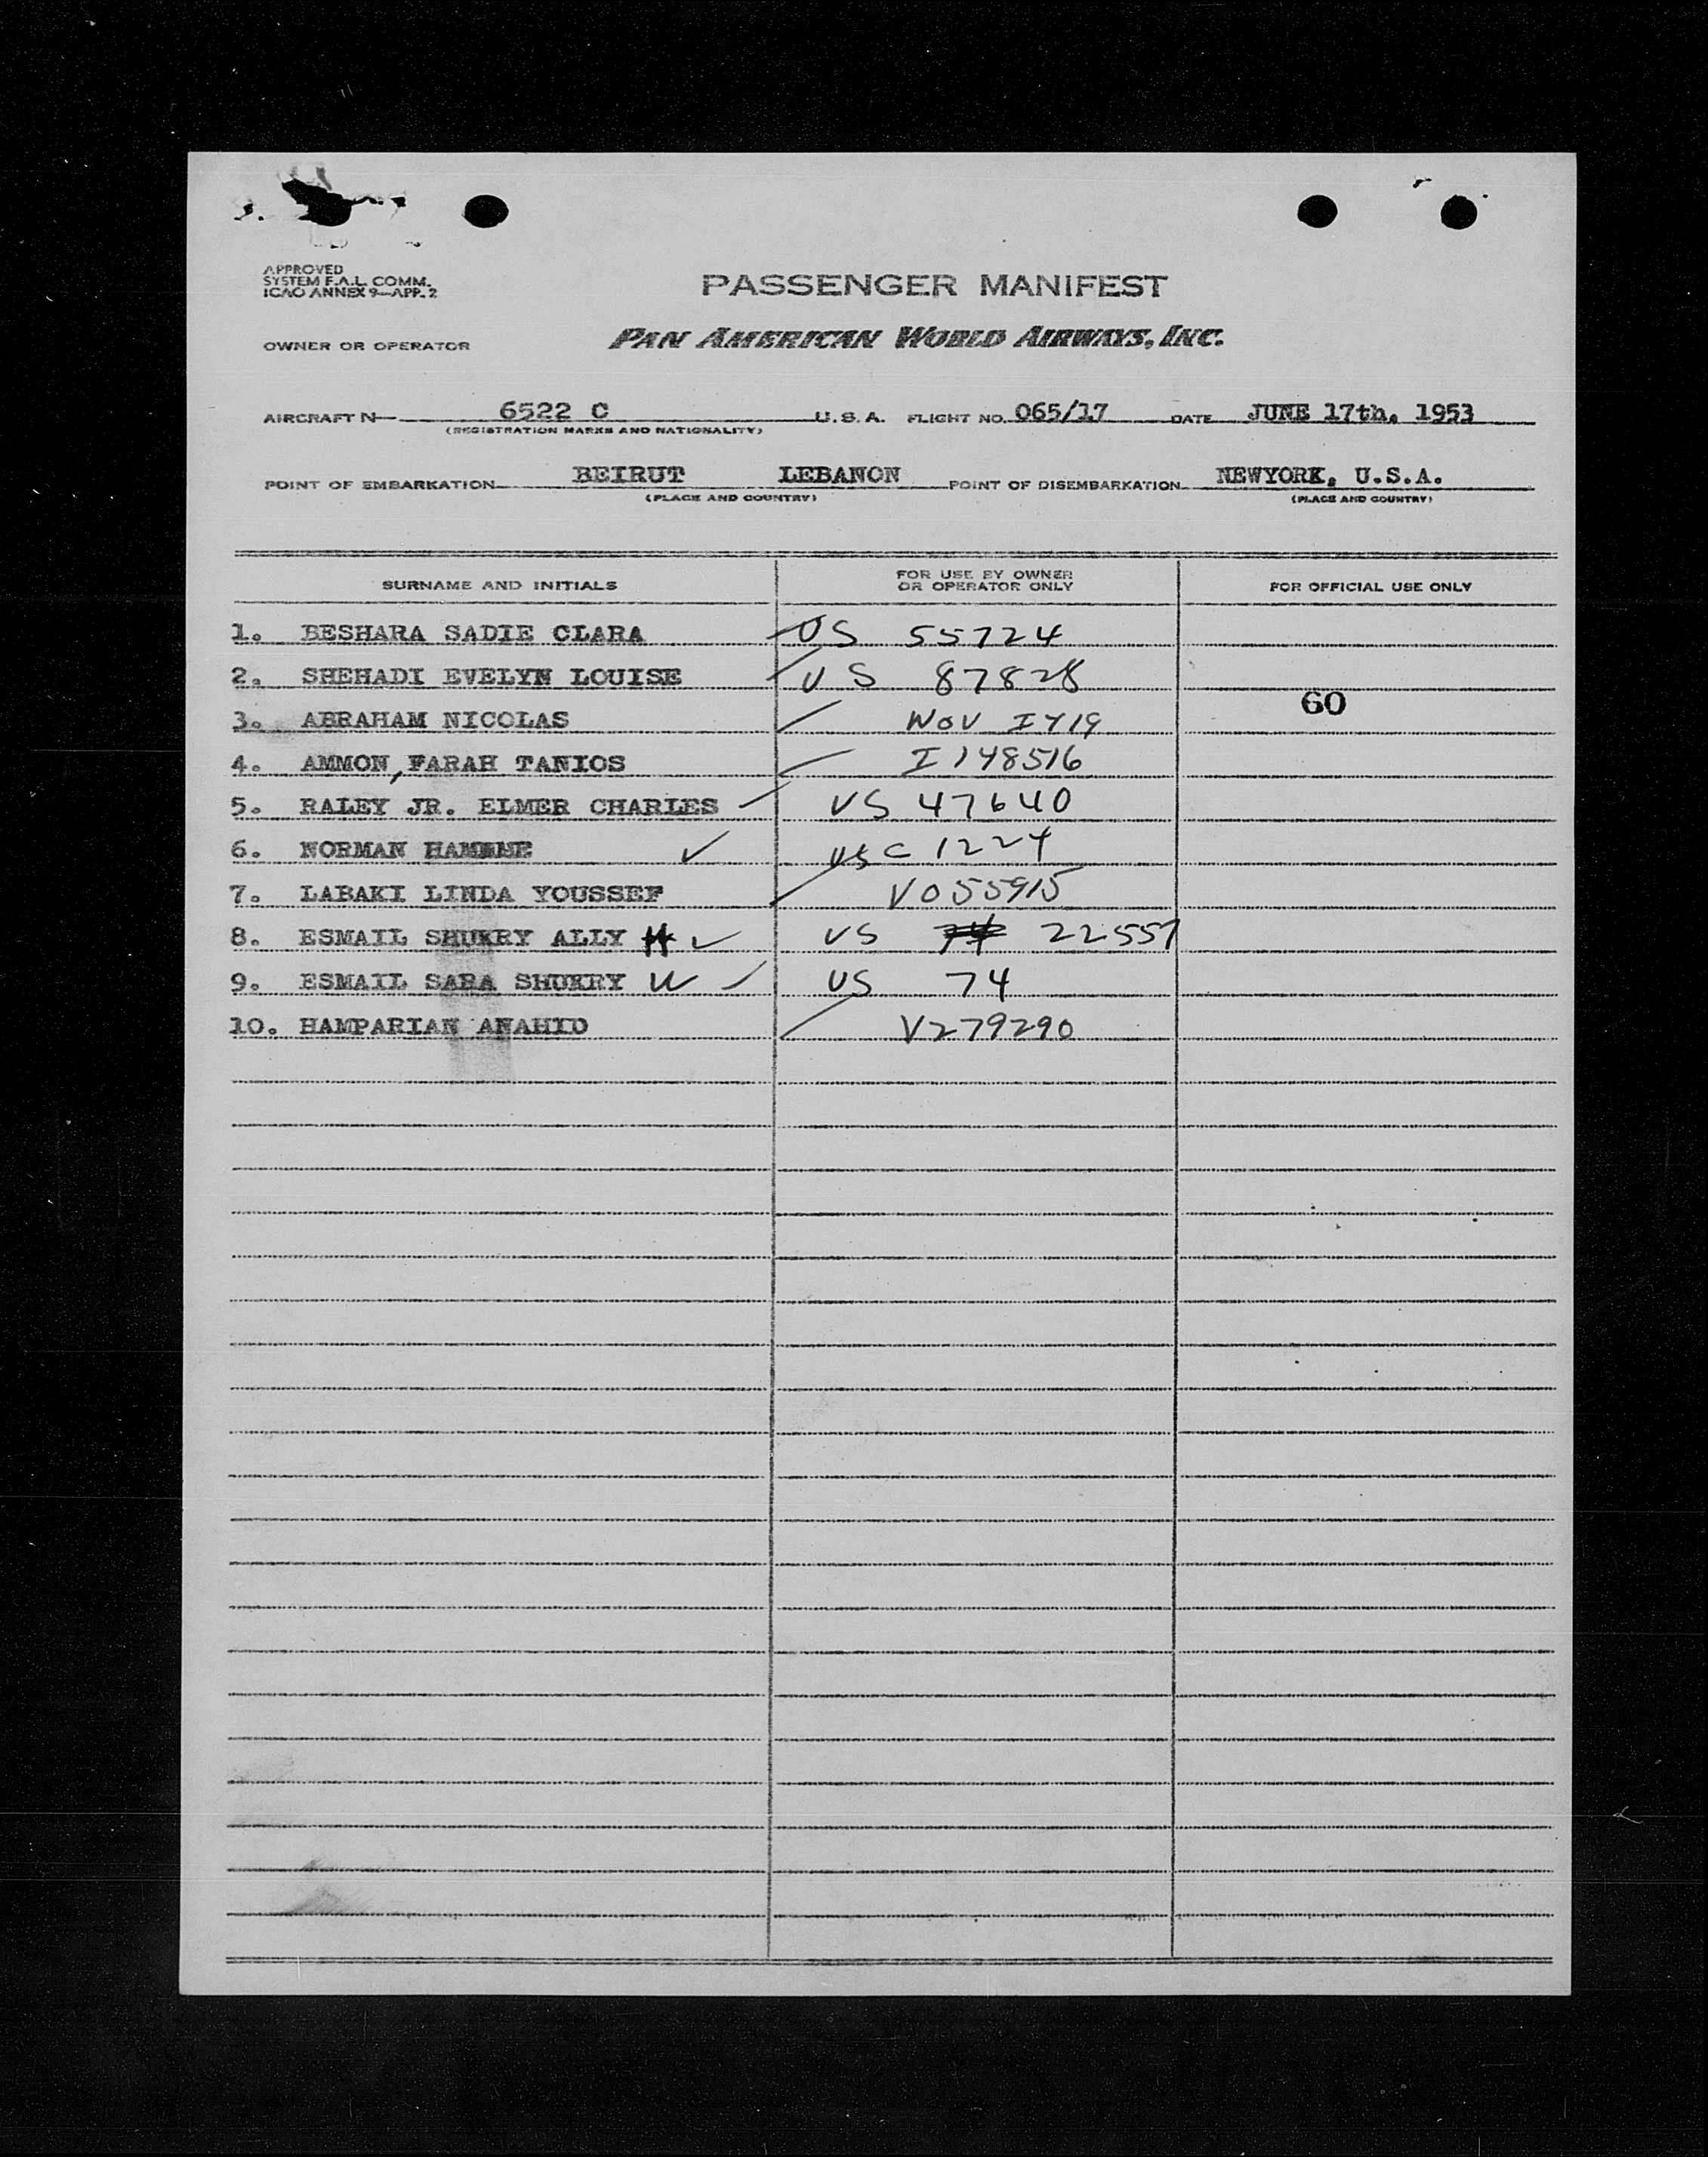 APPROVED
SYSTEM F.A.L. COMM.
ICAO ANNEX 9—APP. 2
PASSENGER MANIFEST
OWNER OR OPERATOR PAN AMERICAN WORLD AIRWAYS, INC.
AIRCRAFT N— 6522 C U.S.A. FLIGHT NO. 065/17 DATE JUNE 17th, 1953
(REGISTRATION MARKS AND NATIONALITY)
POINT OF EMBARKATION BEIRUT LEBANON POINT OF DISEMBARKATION NEWYORK, U.S.A.
(PLACE AND COUNTRY) (PLACE AND COUNTRY)
SURNAME AND INITIALS FOR USE BY OWNER OR OPERATOR ONLY FOR OFFICIAL USE ONLY
1. BESHARA SADIE CLARA US 55724
2. SHEHADI EVELYN LOUISE US 87828
60
3. ABRAHAM NICOLAS NOV I 719
4. AMMON, FARAH TANIOS I 148516
5. RALEY JR. ELMER CHARLES US 47640
6. NORMAN USC 1224
7. LABAKI LINDA YOUSSEF V055915
8. ESMAIL SHUKRY ALLY H US 22557
9. ESMAIL SARA SHUKRY W US 74
10. HAMPARIAN ANAHID V279290